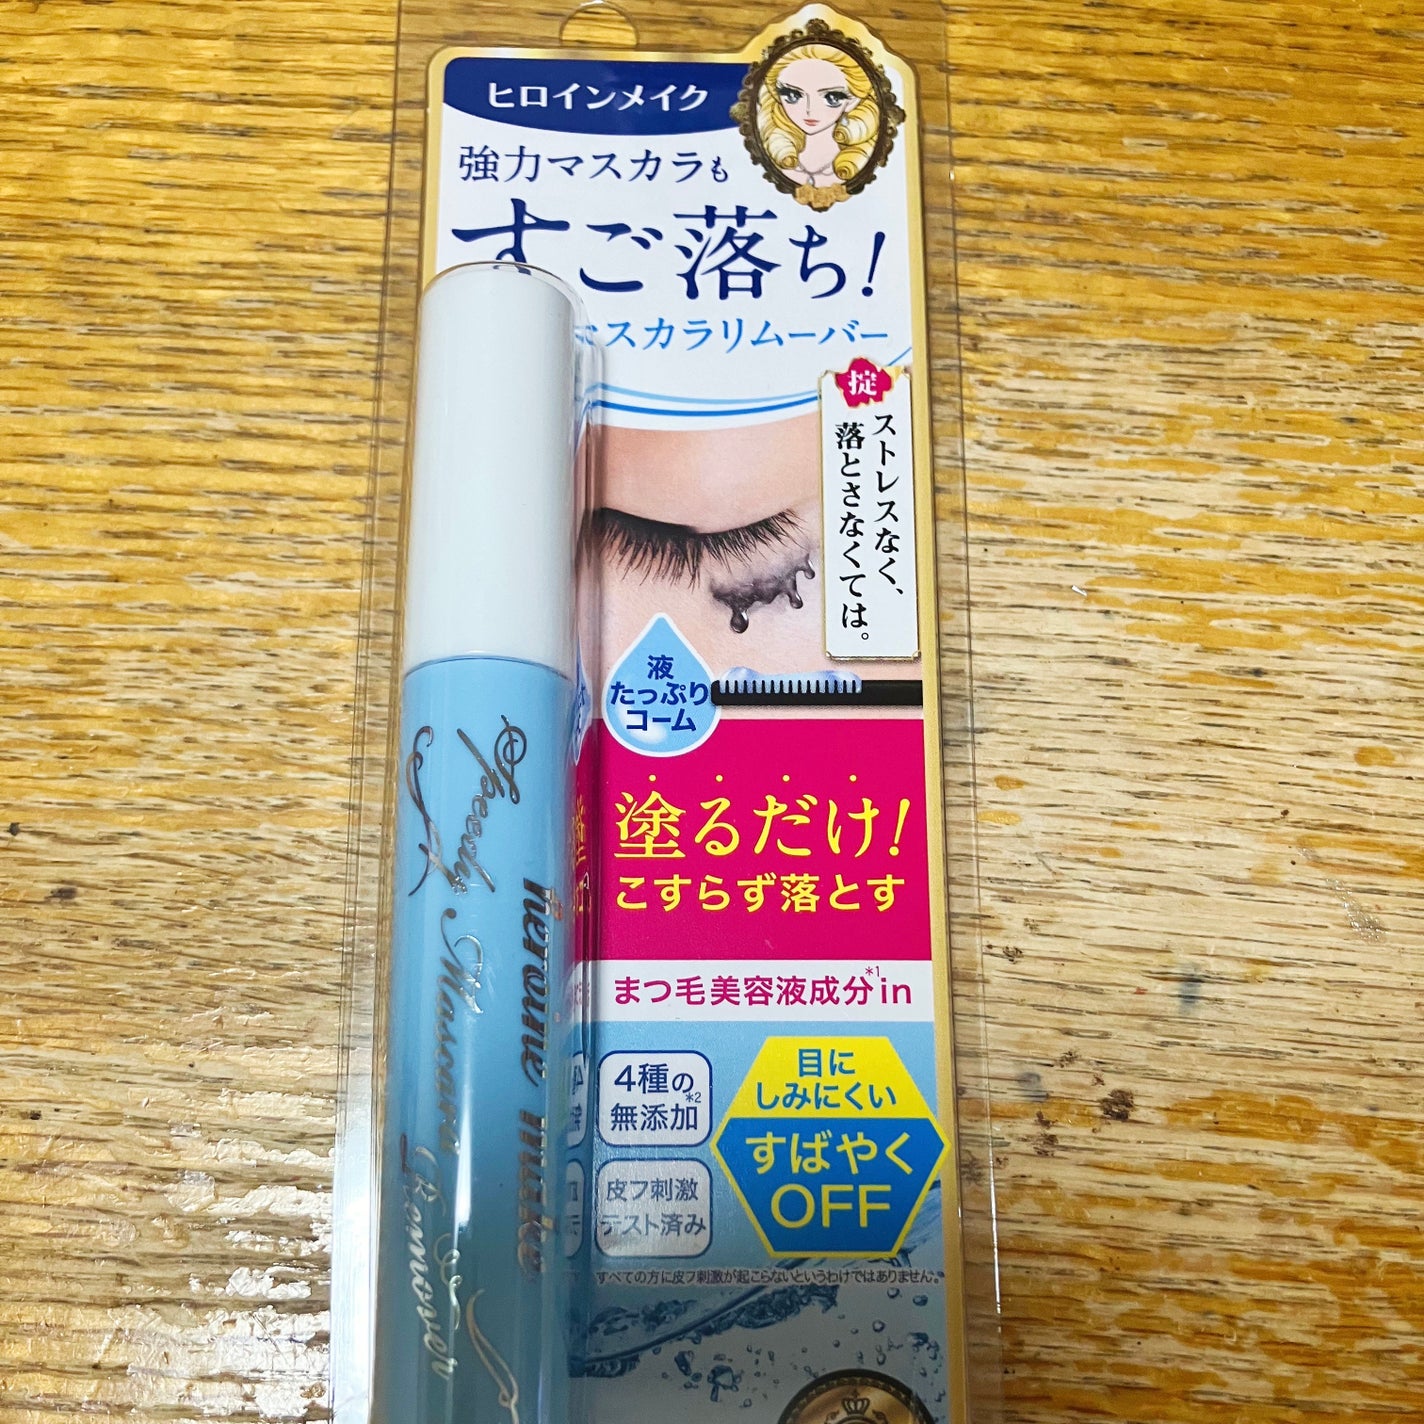 ヒロインメイク
強力マスカラも
すご落ち!
マスカラリムーバー
掟
ストレスなく、
落とさなくては。
液
たっぷり
コーム
塗るだけ!
こすらず落とす
まつ毛美容液成分*1in
4種の
無添加*2
皮フ刺激
テスト済み
目に
しみにくい
すばやく
OFF
すべての方に皮フ刺激が起こらないというわけではありません。
heroine make
Speedy Mascara Remover